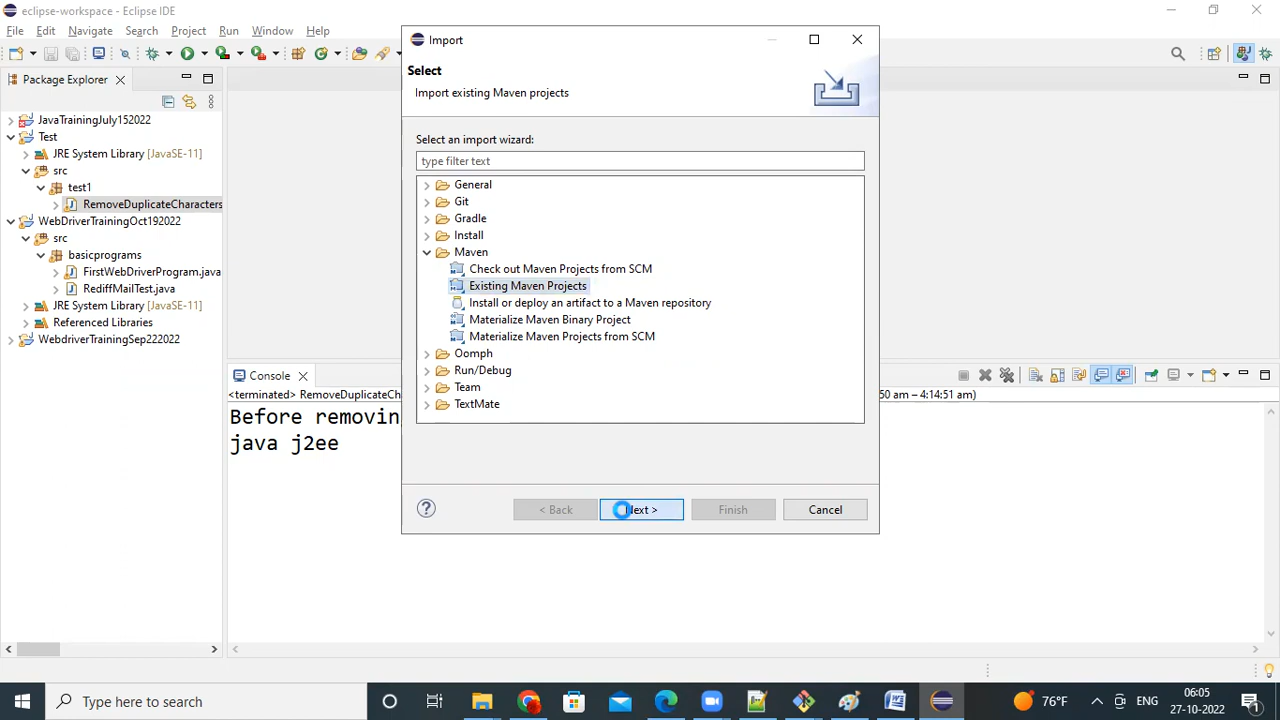 eclipse-workspace - Eclipse IDE
File Edit Navigate Search Project Run Window Help
Package Explorer
JavaTrainingJuly152022
Test
JRE System Library [JavaSE-11]
src
test1
RemoveDuplicateCharacters
WebDriverTrainingOct192022
src
basicprograms
FirstWebDriverProgram.java
RediffMailTest.java
JRE System Library [JavaSE-11]
Referenced Libraries
WebdriverTrainingSep222022
Import
Select
Import existing Maven projects
Select an import wizard:
type filter text
General
Git
Gradle
Install
Maven
Check out Maven Projects from SCM
Existing Maven Projects
Install or deploy an artifact to a Maven repository
Materialize Maven Binary Project
Materialize Maven Projects from SCM
Oomph
Run/Debug
Team
TextMate
< Back
Next >
Finish
Cancel
Console
<terminated> RemoveDuplicateCh
50 am – 4:14:51 am)
Before removin
java j2ee
Type here to search
76°F
ENG
06:05
27-10-2022
1